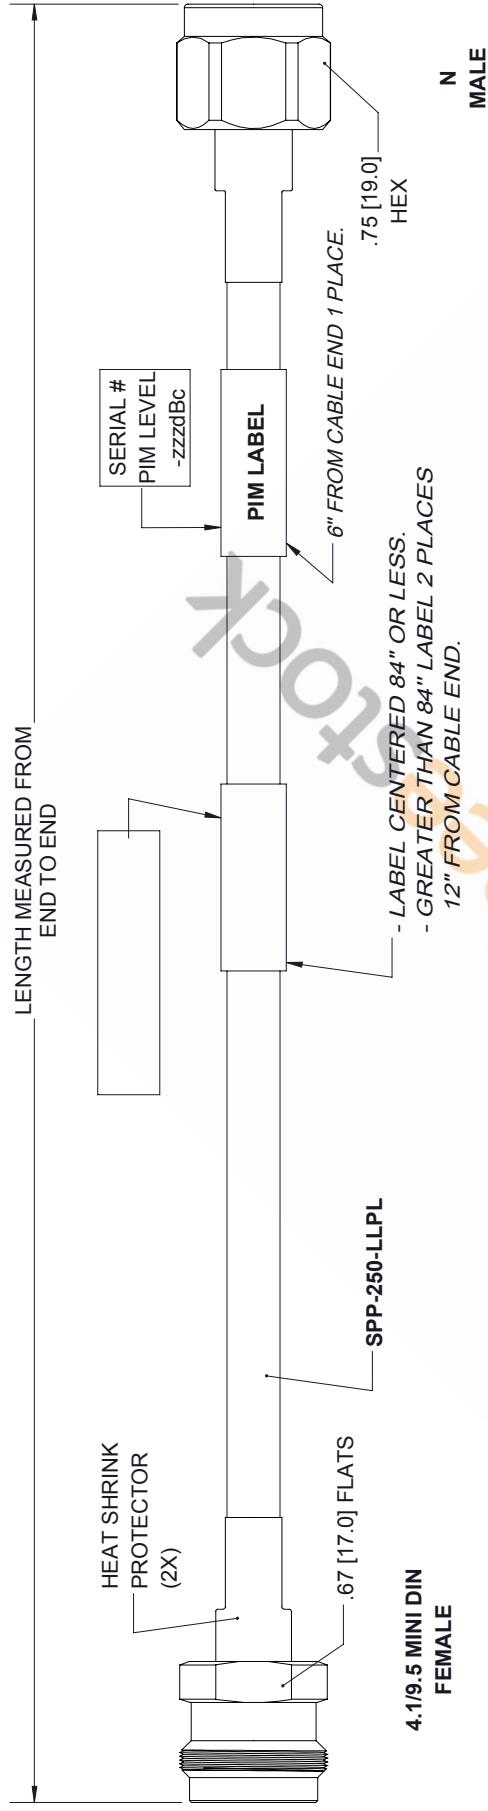 LENGTH MEASURED FROM
END TO END
HEAT SHRINK
PROTECTOR
(2X)
SERIAL #
PIM LEVEL
-zzzdBc
PIM LABEL
6" FROM CABLE END 1 PLACE.
.75 [19.0]
HEX
N
MALE
- LABEL CENTERED 84" OR LESS.
- GREATER THAN 84" LABEL 2 PLACES
12" FROM CABLE END.
SPP-250-LLPL
.67 [17.0] FLATS
4.1/9.5 MINI DIN
FEMALE